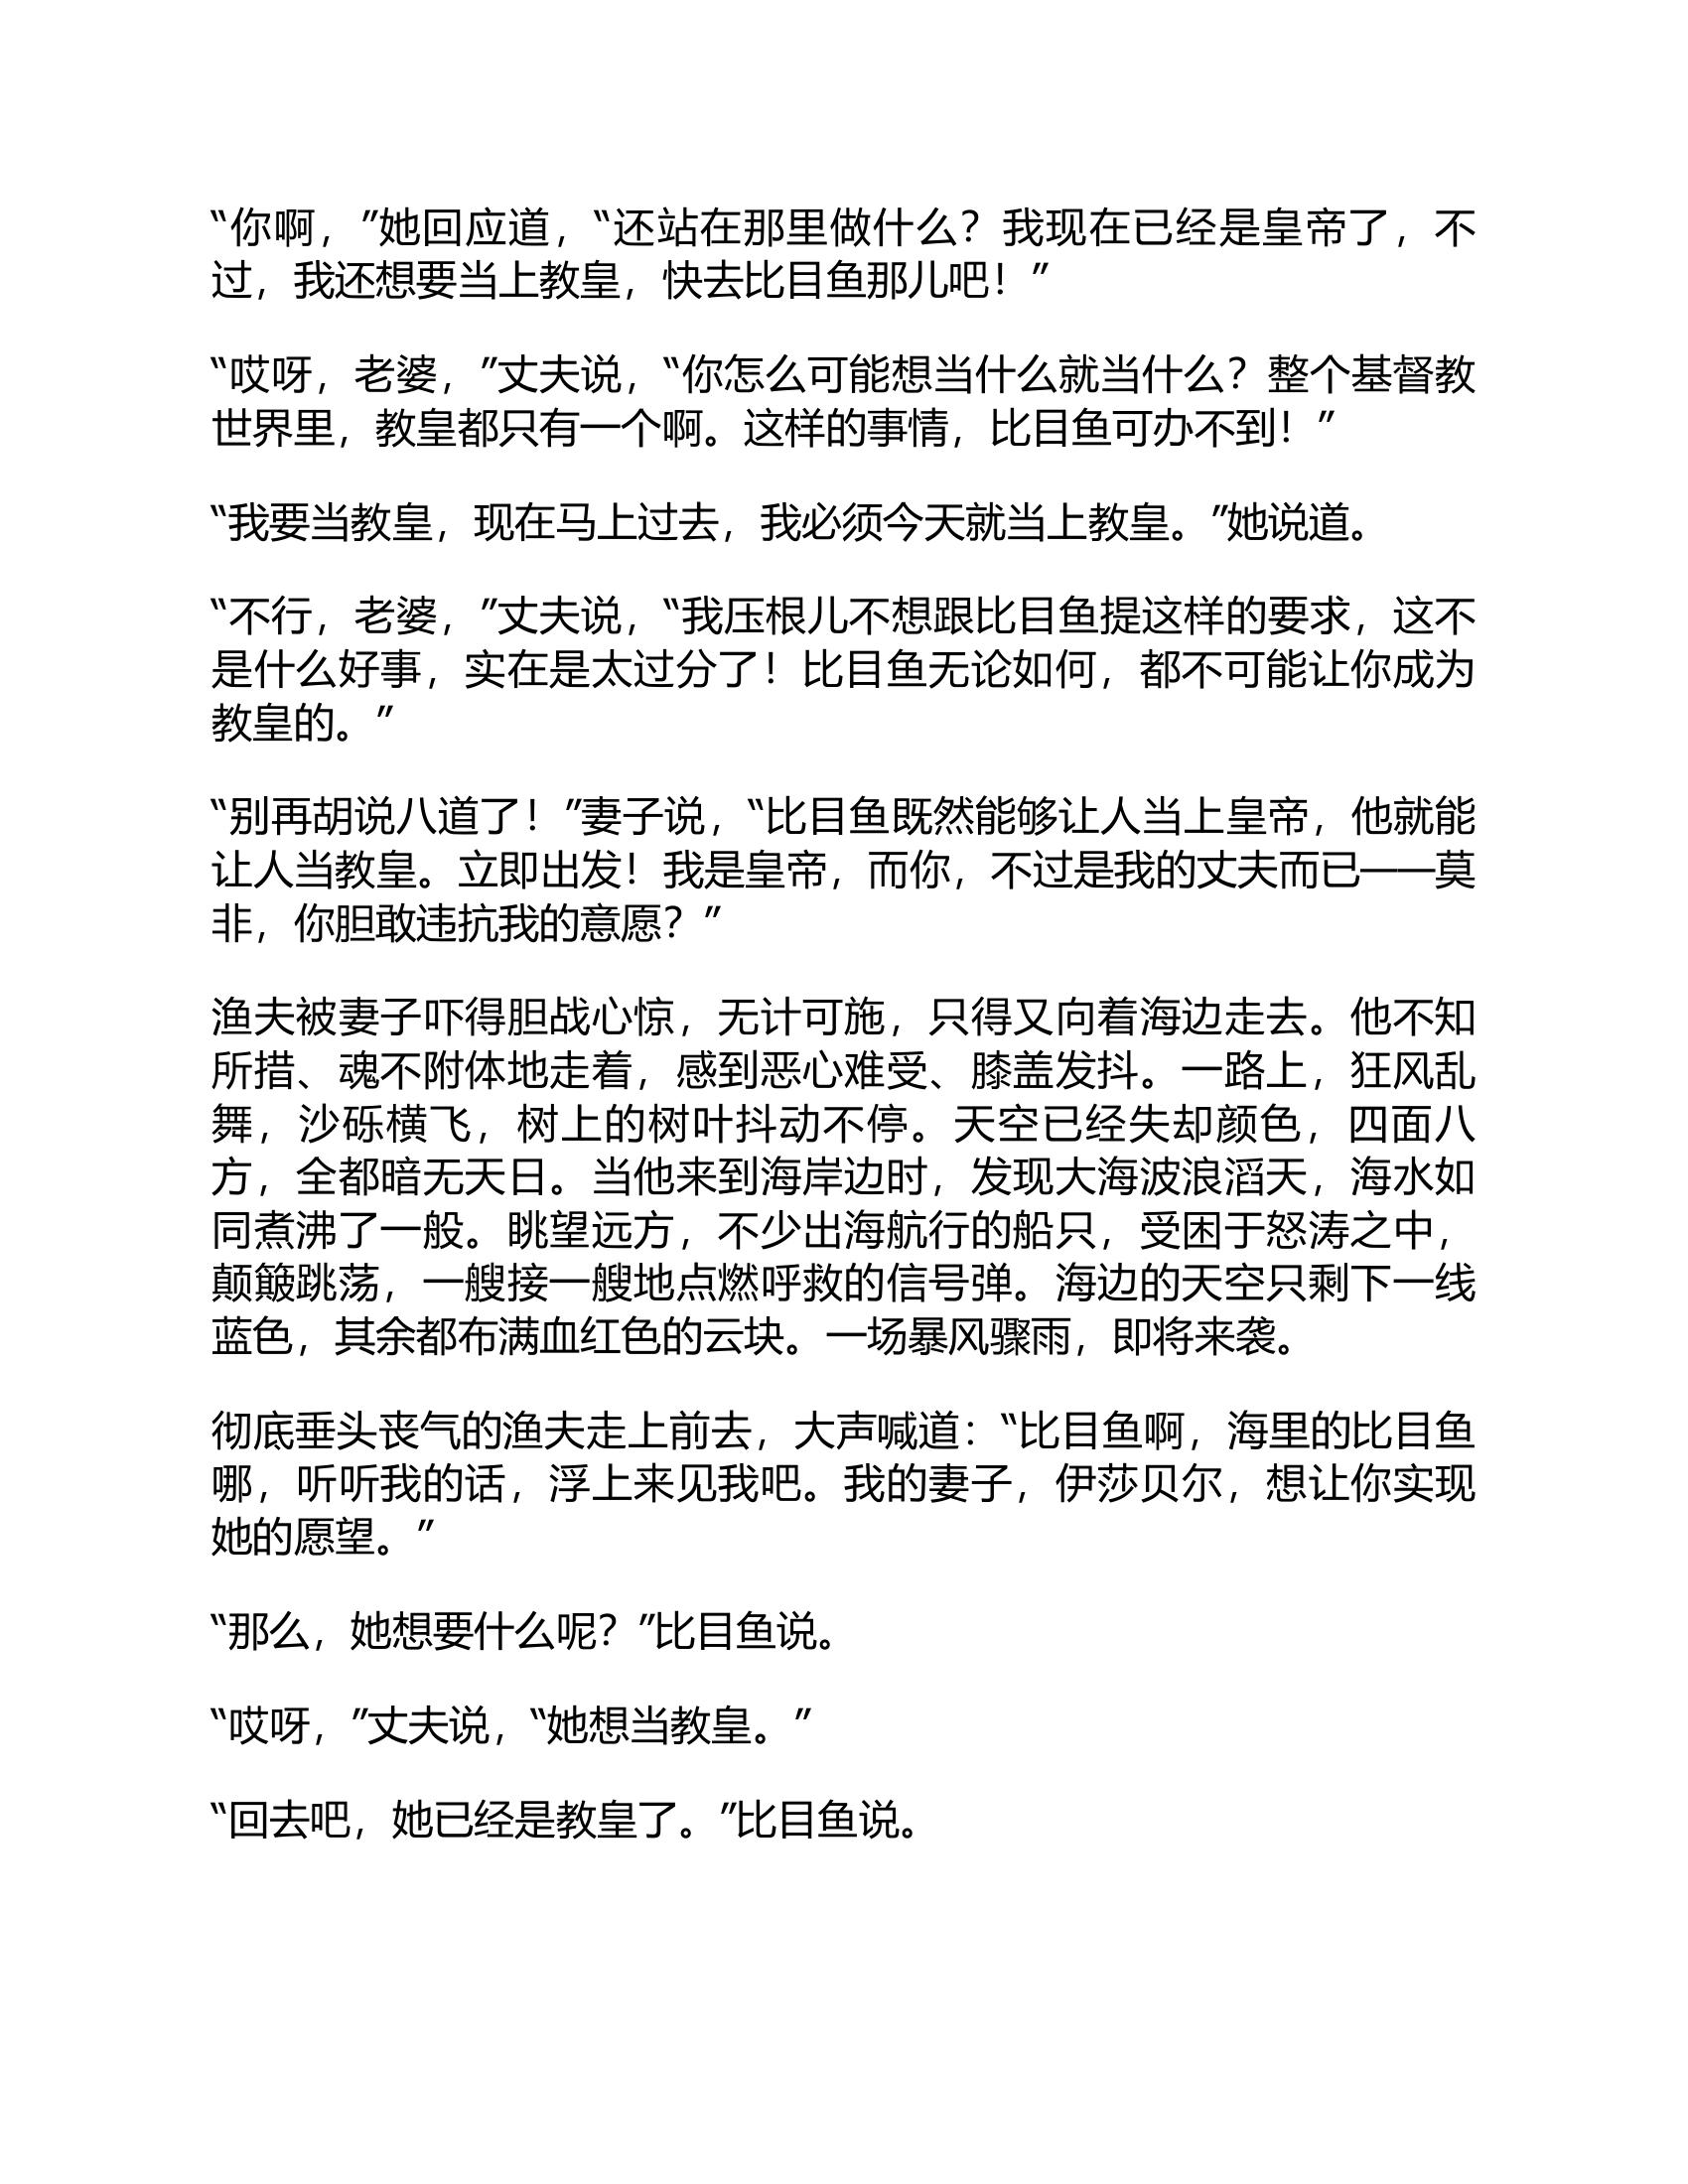 “你啊，”她回应道，“还站在那里做什么？我现在已经是皇帝了，不
过，我还想要当上教皇，快去比目鱼那儿吧！”
“哎呀，老婆，”丈夫说，“你怎么可能想当什么就当什么？整个基督教
世界里，教皇都只有一个啊。这样的事情，比目鱼可办不到！”
“我要当教皇，现在马上过去，我必须今天就当上教皇。”她说道。
“不行，老婆，”丈夫说，“我压根儿不想跟比目鱼提这样的要求，这不
是什么好事，实在是太过分了！比目鱼无论如何，都不可能让你成为
教皇的。”
“别再胡说八道了！”妻子说，“比目鱼既然能够让人当上皇帝，他就能
让人当教皇。立即出发！我是皇帝，而你，不过是我的丈夫而已——莫
非，你胆敢违抗我的意愿？”
渔夫被妻子吓得胆战心惊，无计可施，只得又向着海边走去。他不知
所措、魂不附体地走着，感到恶心难受、膝盖发抖。一路上，狂风乱
舞，沙砾横飞，树上的树叶抖动不停。天空已经失却颜色，四面八
方，全都暗无天日。当他来到海岸边时，发现大海波浪滔天，海水如
同煮沸了一般。眺望远方，不少出海航行的船只，受困于怒涛之中，
颠簸跳荡，一艘接一艘地点燃呼救的信号弹。海边的天空只剩下一线
蓝色，其余都布满血红色的云块。一场暴风骤雨，即将来袭。
彻底垂头丧气的渔夫走上前去，大声喊道：“比目鱼啊，海里的比目鱼
哪，听听我的话，浮上来见我吧。我的妻子，伊莎贝尔，想让你实现
她的愿望。”
“那么，她想要什么呢？”比目鱼说。
“哎呀，”丈夫说，“她想当教皇。”
“回去吧，她已经是教皇了。”比目鱼说。